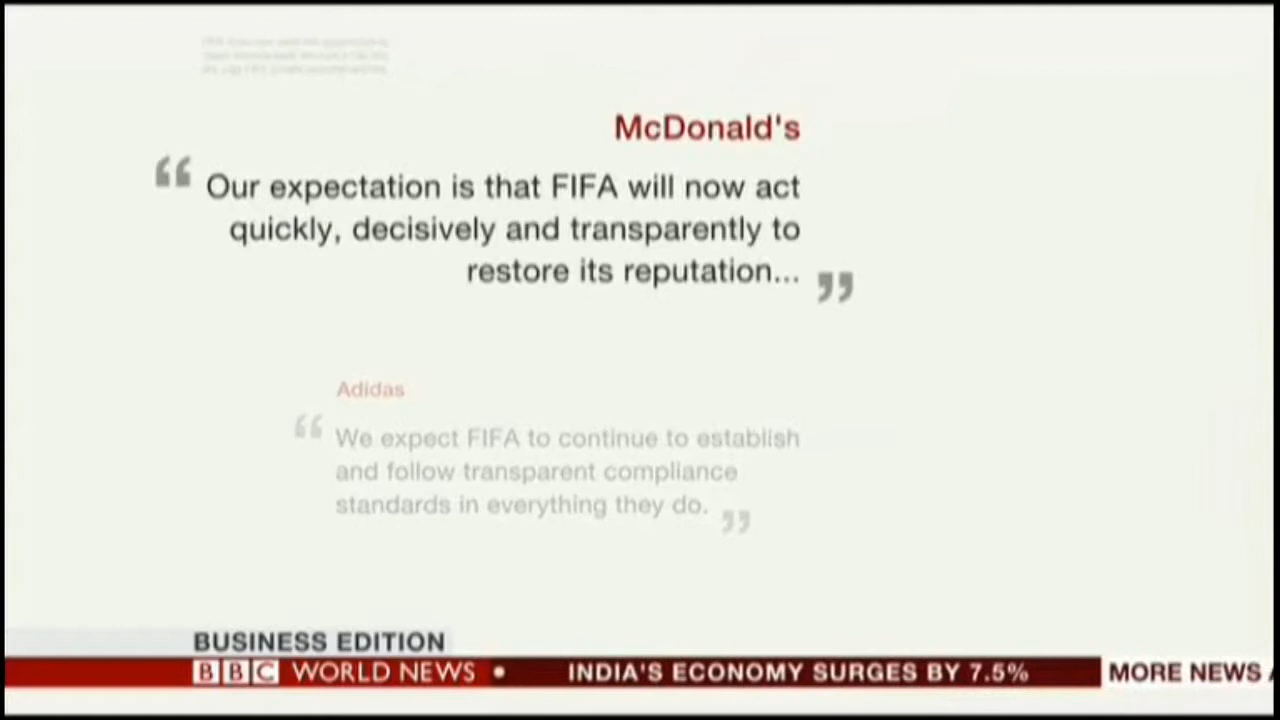 McDonald's
“ Our expectation is that FIFA will now act
quickly, decisively and transparently to
restore its reputation... ”
Adidas
“ We expect FIFA to continue to establish
and follow transparent compliance
standards in everything they do. ”
BUSINESS EDITION
BBC WORLD NEWS • INDIA'S ECONOMY SURGES BY 7.5% MORE NEWS